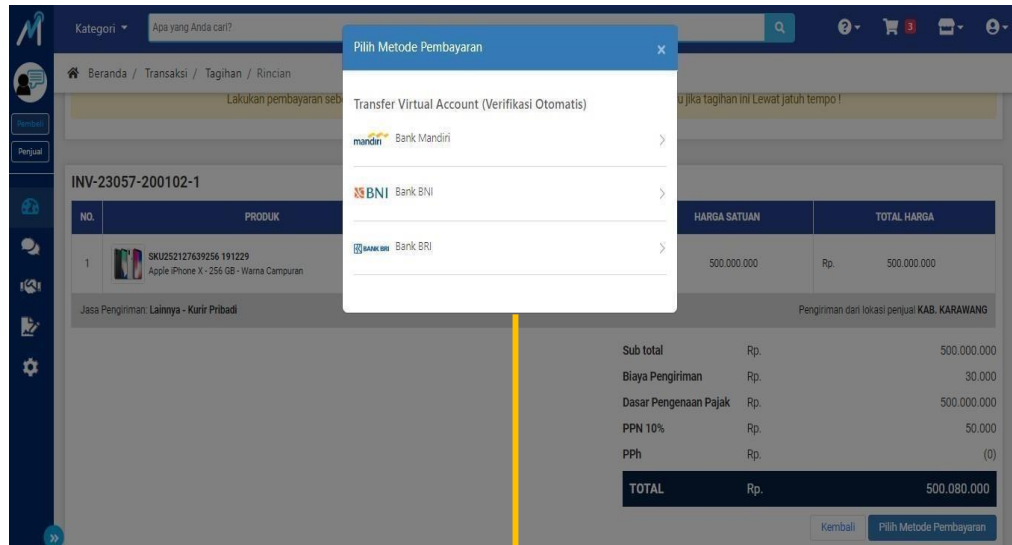 Kategori
Apa yang Anda cari?
3
Beranda / Transaksi / Tagihan / Rincian
Lakukan pembayaran seb
u jika tagihan ini Lewat jatuh tempo !
Pembeli
Penjual
Pilih Metode Pembayaran
×
Transfer Virtual Account (Verifikasi Otomatis)
mandiri Bank Mandiri
BNI Bank BNI
BANK BRI Bank BRI
INV-23057-200102-1
NO. PRODUK HARGA SATUAN TOTAL HARGA
1 SKU252127639256 191229 500.000.000 Rp. 500.000.000
Apple iPhone X - 256 GB - Warna Campuran
Jasa Pengiriman: Lainnya - Kurir Pribadi Pengiriman dari lokasi penjual KAB. KARAWANG
Sub total Rp. 500.000.000
Biaya Pengiriman Rp. 30.000
Dasar Pengenaan Pajak Rp. 500.000.000
PPN 10% Rp. 50.000
PPh Rp. (0)
TOTAL Rp. 500.080.000
Kembali Pilih Metode Pembayaran